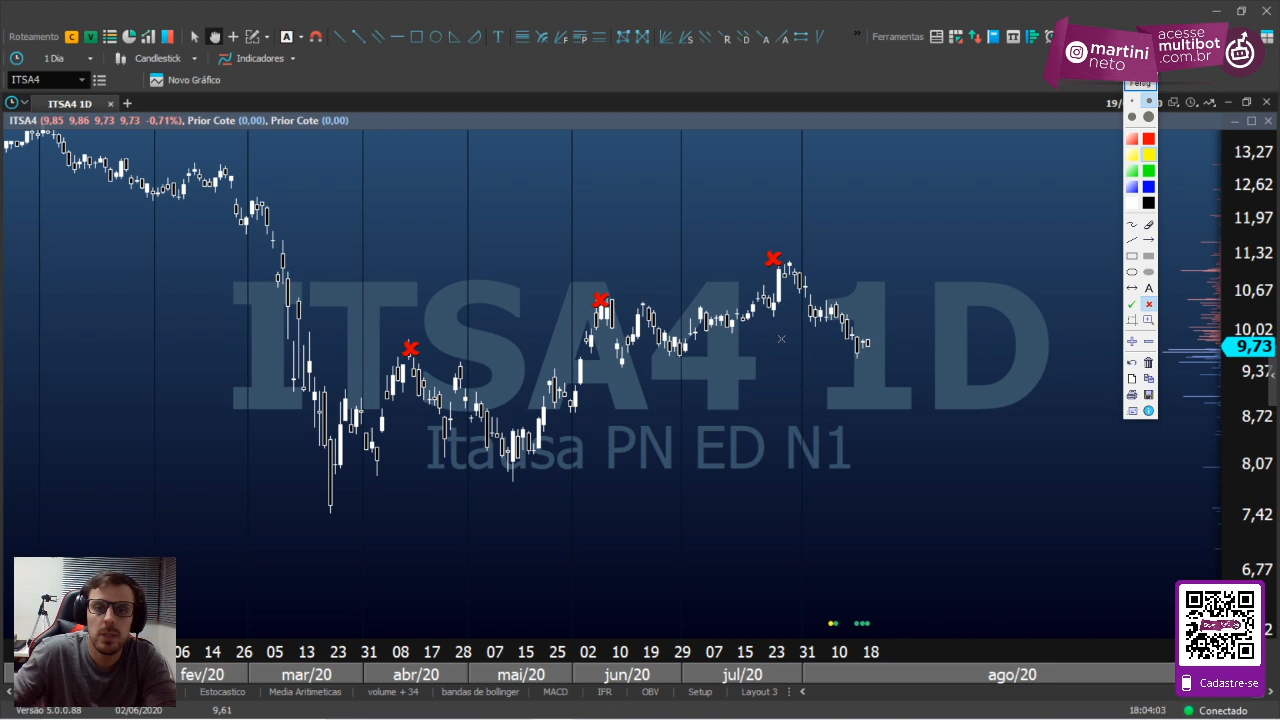 Roteamento
Ferramentas
martini
neto
acesse
multibot
.com.br
1 Dia
Candlestick
Indicadores
ITSA4
Novo Gráfico
ITSA4 1D
19/
ITSA4 (9,85 9,86 9,73 9,73 -0,71%), Prior Cote (0,00), Prior Cote (0,00)
13,27
12,62
11,97
11,32
10,67
10,02
9,73
9,37
8,72
8,07
7,42
6,77
ITSA4 1D
Itausa PN ED N1
06 14 26 05 13 23 31 08 17 28 07 15 25 02 10 19 29 07 15 23 31 10 18
fev/20 mar/20 abr/20 mai/20 jun/20 jul/20 ago/20
Estocastico Media Aritmeticas volume + 34 bandas de bollinger MACD IFR OBV Setup Layout 3
Cadastre-se
Versão 5.0.0.88 02/06/2020 9,61 18:04:03 Conectado